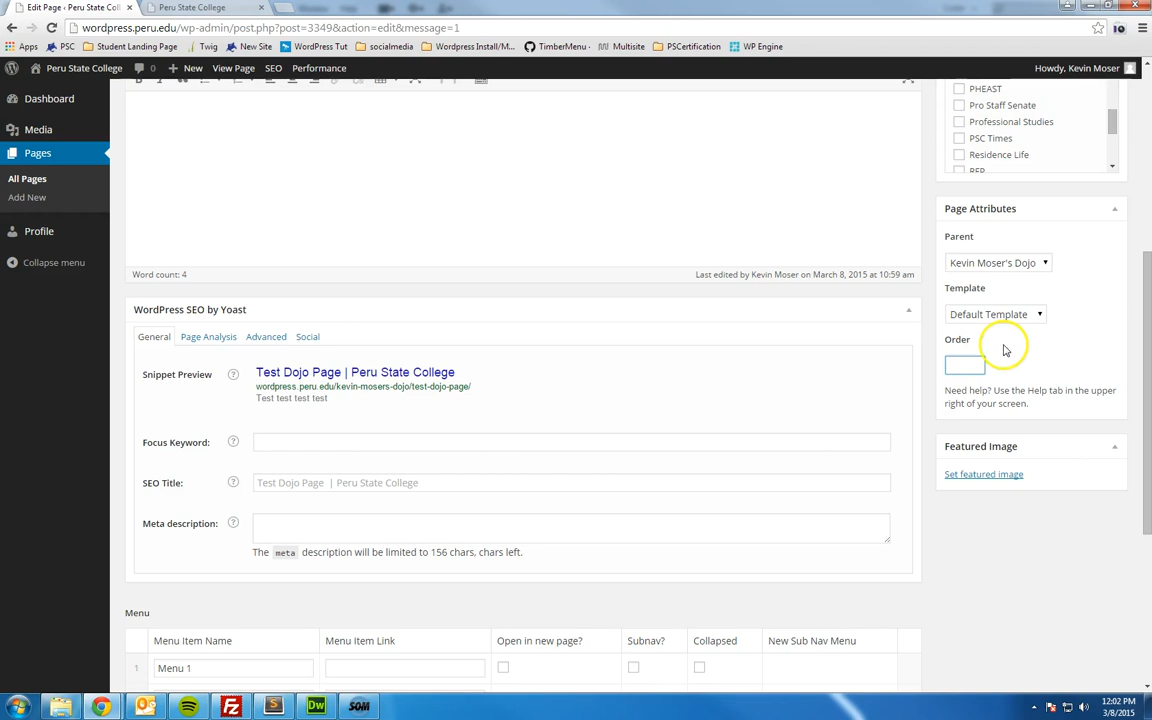 Edit Page ‹ Peru State Coll
Peru State College
wordpress.peru.edu/wp-admin/post.php?post=3349&action=edit&message=1
Apps PSC Student Landing Page Twig New Site WordPress Tut socialmedia Wordpress Install/M... TimberMenu Multisite PSCertification WP Engine
Peru State College 0 New View Page SEO Performance Howdy, Kevin Moser
Dashboard
Media
Pages
All Pages
Add New
Profile
Collapse menu
Word count: 4 Last edited by Kevin Moser on March 8, 2015 at 10:59 am
WordPress SEO by Yoast
General Page Analysis Advanced Social
Snippet Preview ? Test Dojo Page | Peru State College
wordpress.peru.edu/kevin-mosers-dojo/test-dojo-page/
Test test test test
Focus Keyword: ?
SEO Title: ? Test Dojo Page | Peru State College
Meta description: ?
The meta description will be limited to 156 chars, chars left.
Menu
Menu Item Name Menu Item Link Open in new page? Subnav? Collapsed New Sub Nav Menu
1 Menu 1
PHEAST
Pro Staff Senate
Professional Studies
PSC Times
Residence Life
RFP
Page Attributes
Parent
Kevin Moser's Dojo
Template
Default Template
Order
Need help? Use the Help tab in the upper
right of your screen.
Featured Image
Set featured image
Fz
S
Dw
SOM
12:02 PM
3/8/2015